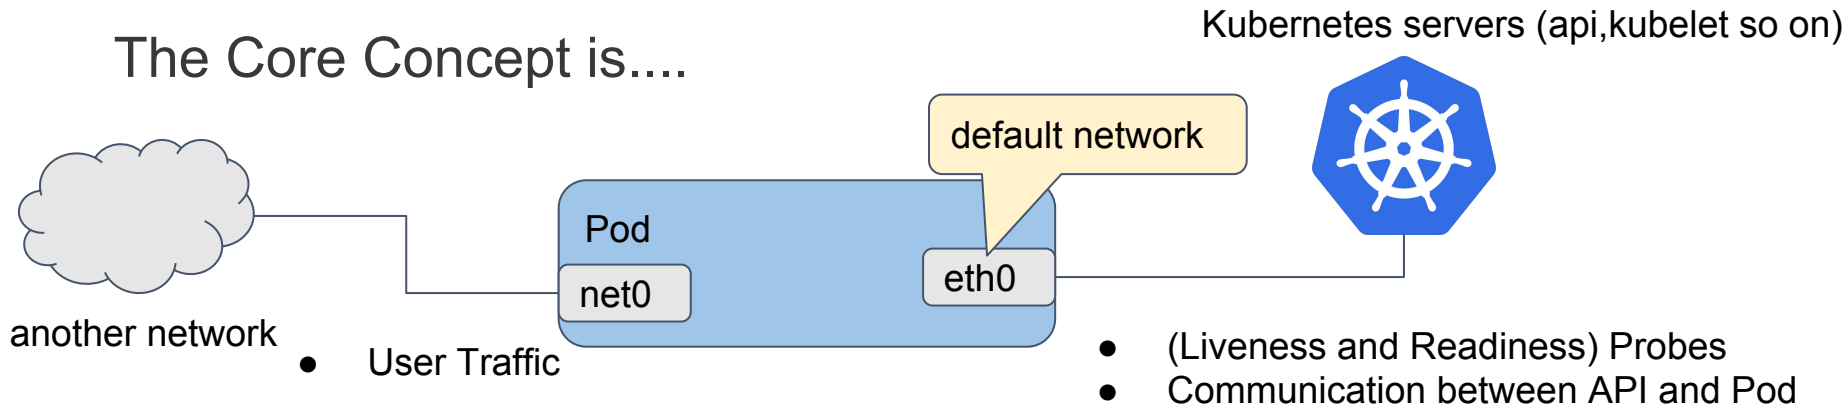 Kubernetes servers (api,kubelet so on)
The Core Concept is....
default network
Pod
net0
eth0
another network
● User Traffic
● (Liveness and Readiness) Probes
● Communication between API and Pod